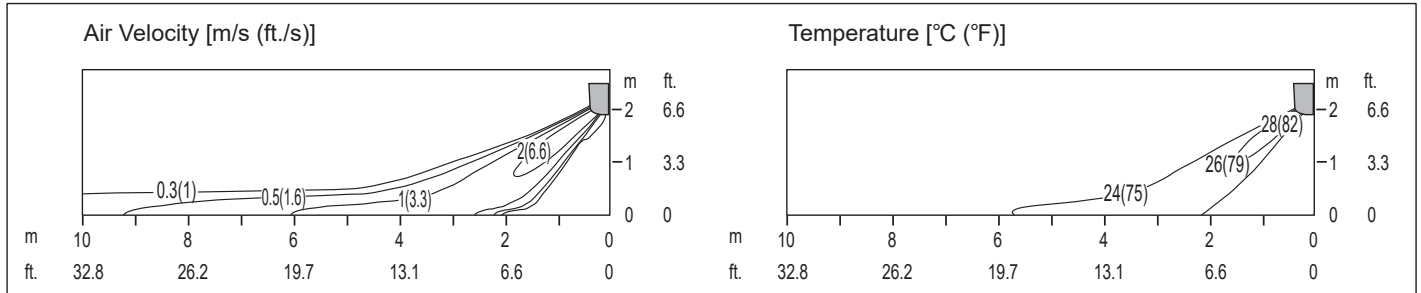 Air Velocity [m/s (ft./s)]
m ft.
2 6.6
2(6.6)
1 3.3
0.3(1)
0.5(1.6)
1(3.3)
0 0
m 10 8 6 4 2 0
ft. 32.8 26.2 19.7 13.1 6.6 0
Temperature [°C (°F)]
m ft.
2 6.6
28(82)
26(79)
1 3.3
24(75)
0 0
m 10 8 6 4 2 0
ft. 32.8 26.2 19.7 13.1 6.6 0